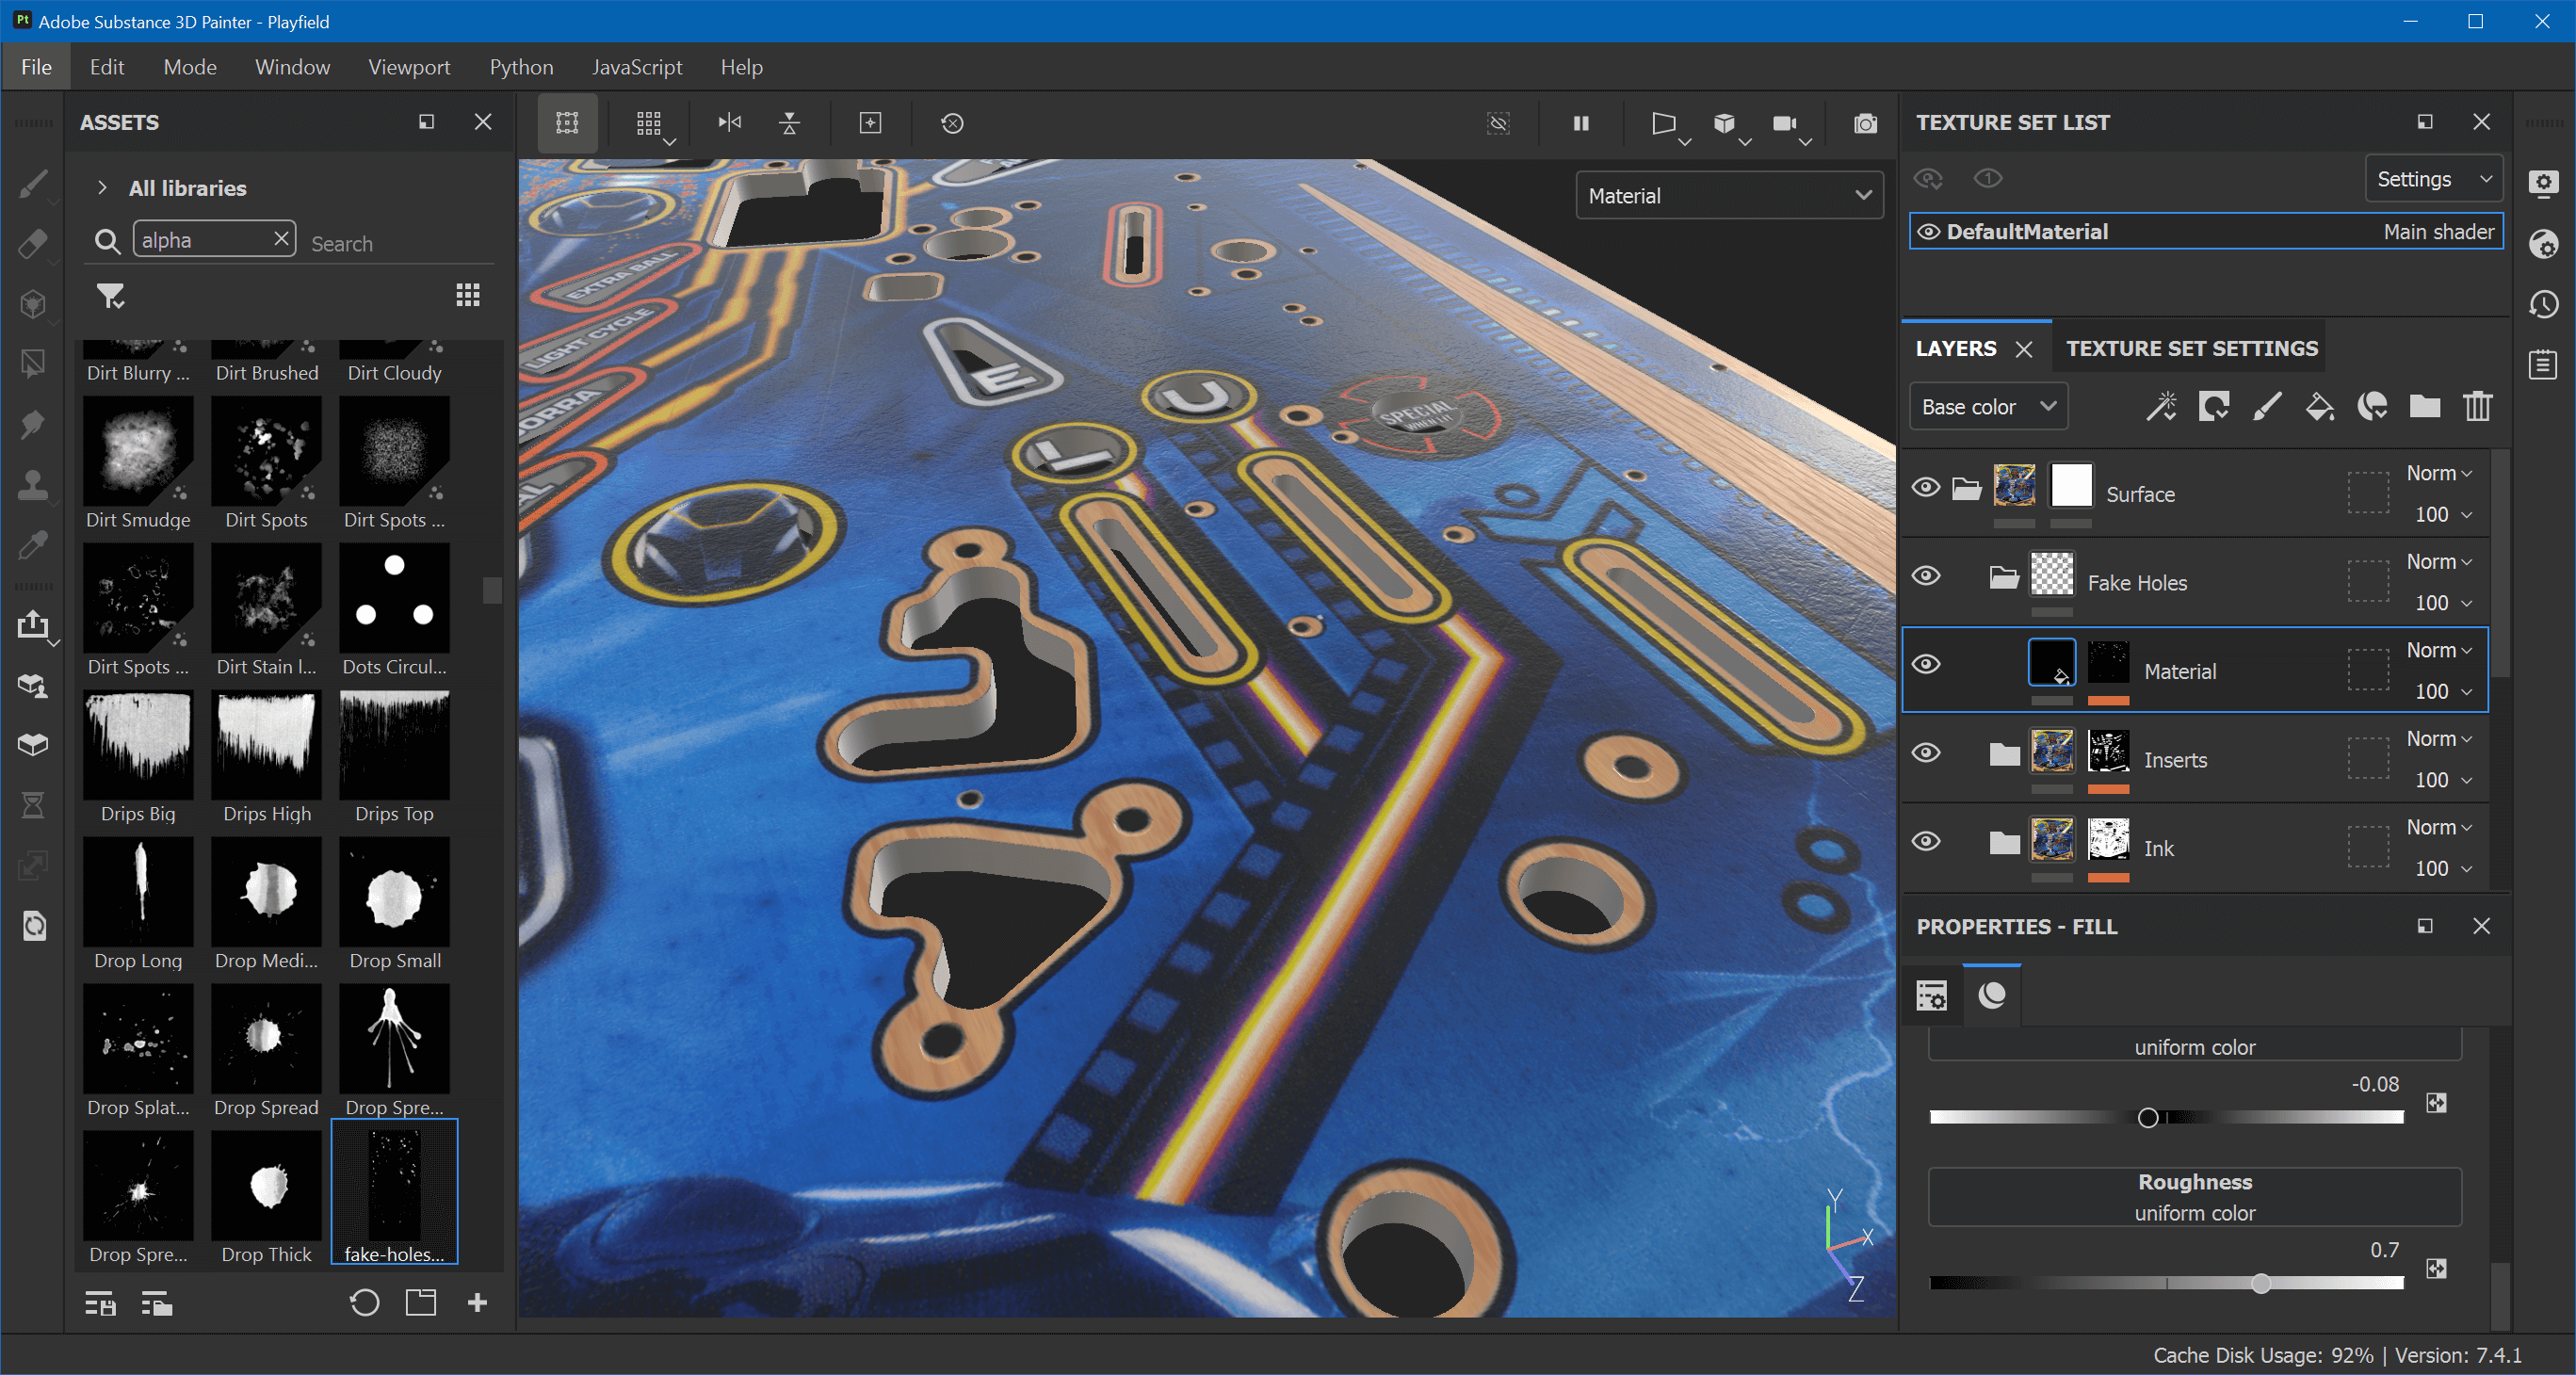 Pt Adobe Substance 3D Painter - Playfield
File Edit Mode Window Viewport Python JavaScript Help
ASSETS
All libraries
alpha Search
Dirt Blurry ... Dirt Brushed Dirt Cloudy
Dirt Smudge Dirt Spots Dirt Spots ...
Dirt Spots ... Dirt Stain l... Dots Circul...
Drips Big Drips High Drips Top
Drop Long Drop Medi... Drop Small
Drop Splat... Drop Spread Drop Spre...
Drop Spre... Drop Thick fake-holes...
Material
EXTRA BALL
LIGHT CYCLE
ORRA
AL
E
U
L
SPECIAL
WHEN LIT
Y
X
Z
TEXTURE SET LIST
1
Settings
DefaultMaterial Main shader
LAYERS TEXTURE SET SETTINGS
Base color
Norm
Surface
100
Norm
Fake Holes
100
Norm
Material
100
Norm
Inserts
100
Norm
Ink
100
PROPERTIES - FILL
uniform color
-0.08
Roughness
uniform color
0.7
Cache Disk Usage: 92% | Version: 7.4.1